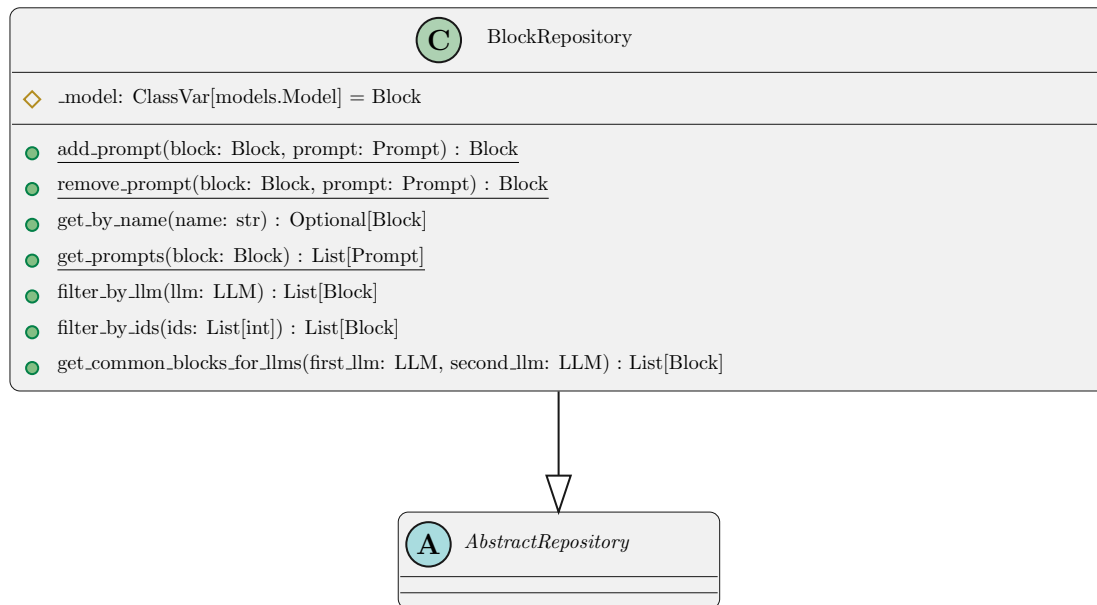 C BlockRepository
_model: ClassVar[models.Model] = Block
add_prompt(block: Block, prompt: Prompt) : Block
remove_prompt(block: Block, prompt: Prompt) : Block
get_by_name(name: str) : Optional[Block]
get_prompts(block: Block) : List[Prompt]
filter_by_llm(llm: LLM) : List[Block]
filter_by_ids(ids: List[int]) : List[Block]
get_common_blocks_for_llms(first_llm: LLM, second_llm: LLM) : List[Block]
A AbstractRepository